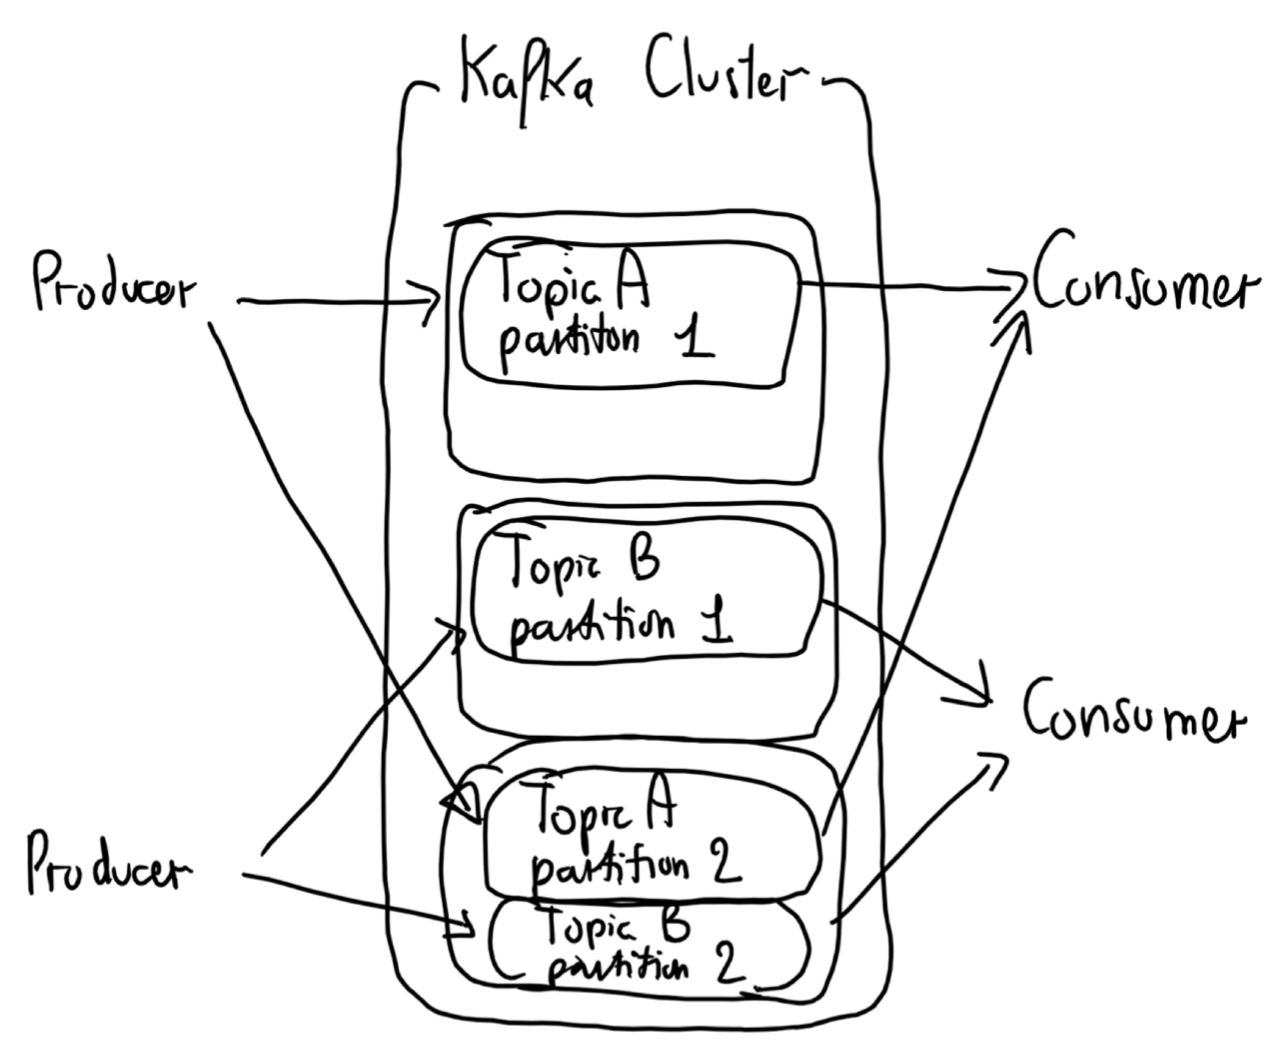 Kafka Cluster
Producer
Topic A
partiton 1
Consumer
Topic B
partition 1
Consumer
Producer
Topic A
partition 2
Topic B
partition 2